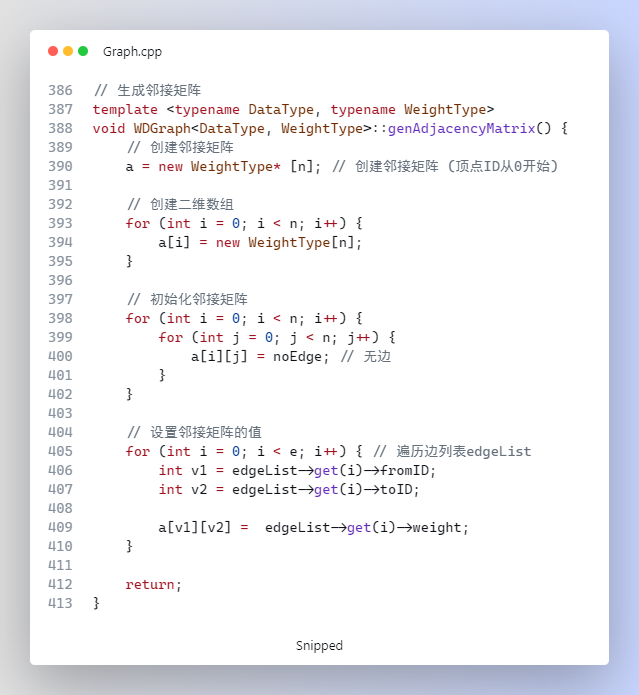 Graph.cpp
386 // 生成邻接矩阵
387 template <typename DataType, typename WeightType>
388 void WDGraph<DataType, WeightType>::genAdjacencyMatrix() {
389     // 创建邻接矩阵
390     a = new WeightType* [n]; // 创建邻接矩阵 (顶点ID从0开始)
391
392     // 创建二维数组
393     for (int i = 0; i < n; i++) {
394         a[i] = new WeightType[n];
395     }
396
397     // 初始化邻接矩阵
398     for (int i = 0; i < n; i++) {
399         for (int j = 0; j < n; j++) {
400             a[i][j] = noEdge; // 无边
401         }
402     }
403
404     // 设置邻接矩阵的值
405     for (int i = 0; i < e; i++) { // 遍历边列表edgeList
406         int v1 = edgeList->get(i)->fromID;
407         int v2 = edgeList->get(i)->toID;
408
409         a[v1][v2] =  edgeList->get(i)->weight;
410     }
411
412     return;
413 }
Snipped